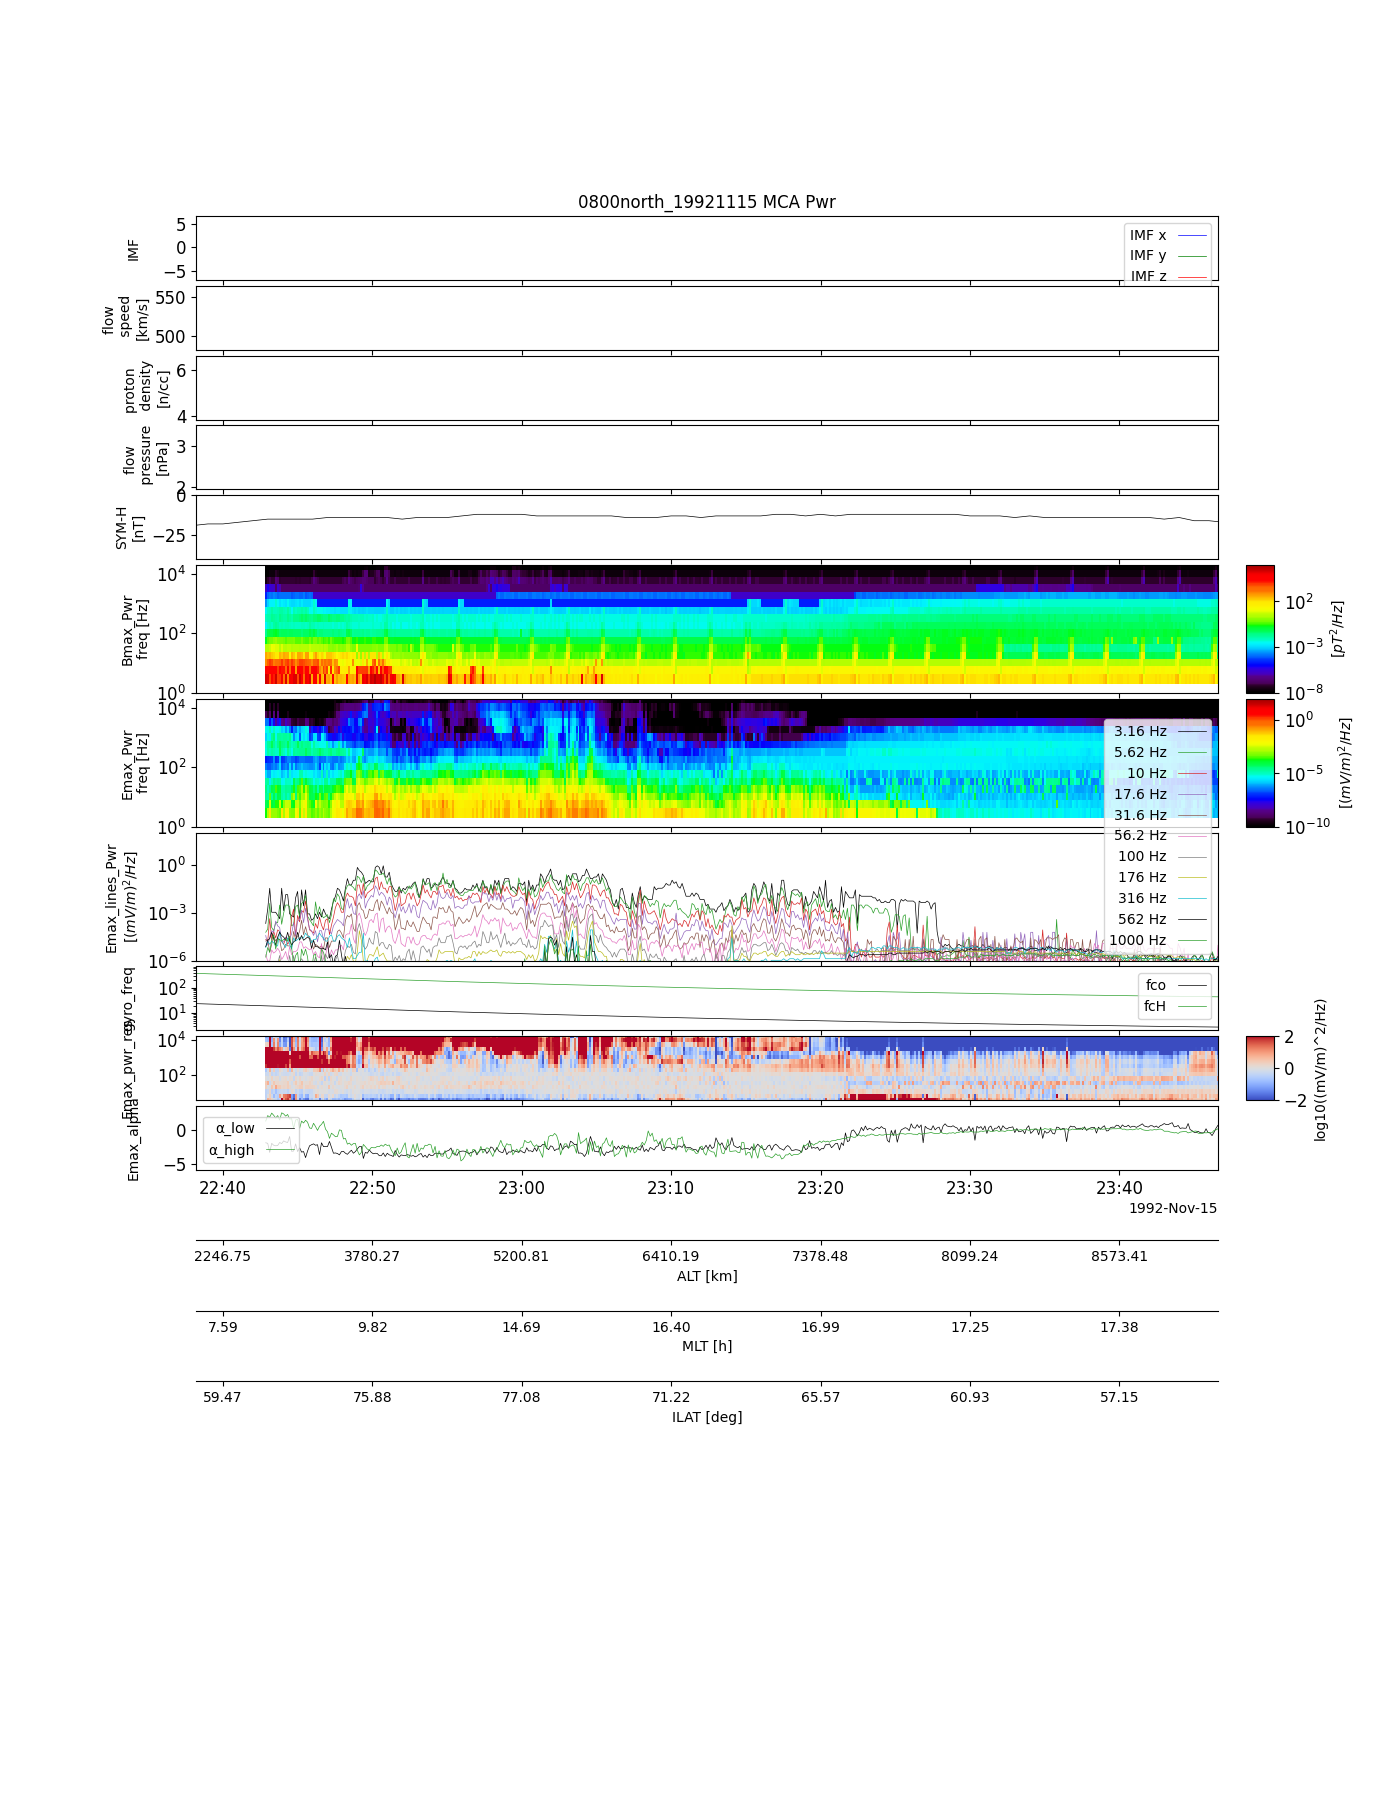 0800north_19921115 MCA Pwr
IMF
5
0
−5
IMF x
IMF y
IMF z
flow
speed
[km/s]
550
500
proton
density
[n/cc]
6
4
flow
pressure
[nPa]
3
2
SYM-H
[nT]
0
−25
Bmax_Pwr
freq [Hz]
10^4
10^2
10^0
10^2
10^−3
10^−8
[pT^2/Hz]
Emax_Pwr
freq [Hz]
10^4
10^2
10^0
10^0
10^−5
10^−10
[(mV/m)^2/Hz]
3.16 Hz
5.62 Hz
10 Hz
17.6 Hz
31.6 Hz
56.2 Hz
100 Hz
176 Hz
316 Hz
562 Hz
1000 Hz
Emax_lines_Pwr
[(mV/m)^2/Hz]
10^0
10^−3
10^−6
gyro_freq
10^2
10^1
fco
fcH
Emax_pwr_res
10^4
10^2
2
0
−2
log10((mV/m)^2/Hz)
Emax_alpha
0
−5
α_low
α_high
22:40 22:50 23:00 23:10 23:20 23:30 23:40
1992-Nov-15
2246.75 3780.27 5200.81 6410.19 7378.48 8099.24 8573.41
ALT [km]
7.59 9.82 14.69 16.40 16.99 17.25 17.38
MLT [h]
59.47 75.88 77.08 71.22 65.57 60.93 57.15
ILAT [deg]